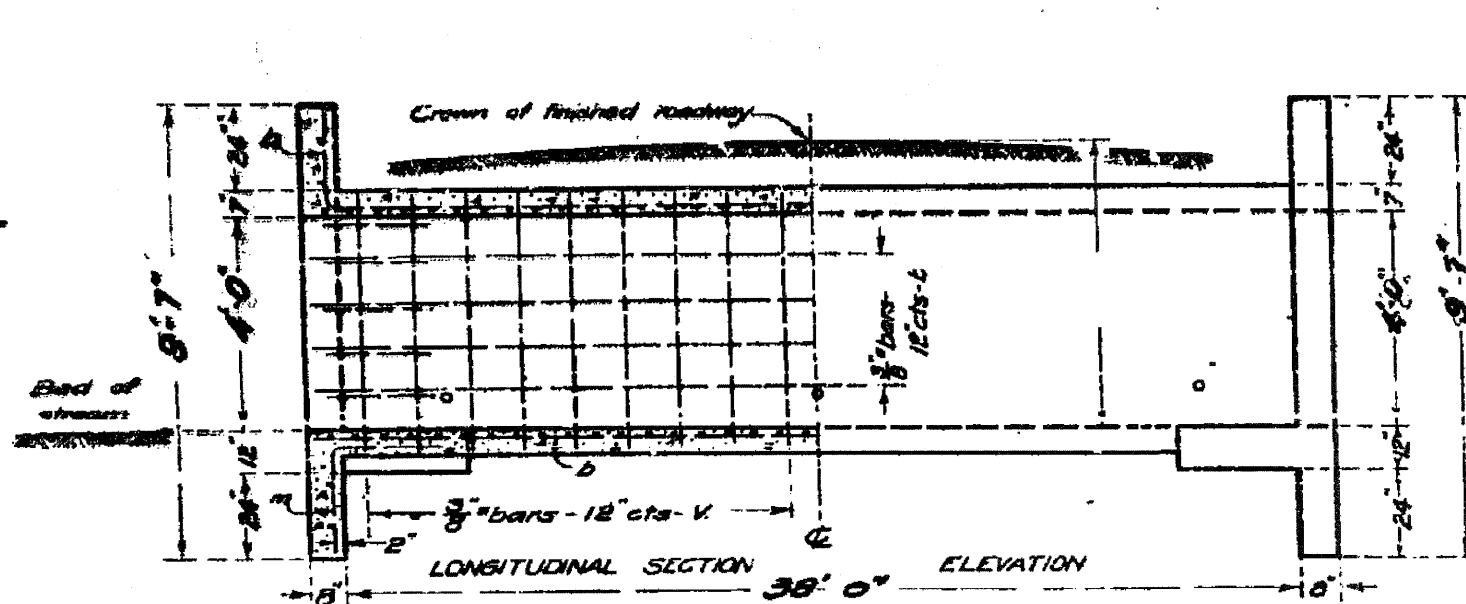 Crown of finished roadway
24"
7"
4'-0"
9'-7"
12"
24"
Bed of
stream
m
2"
b
3/8" bars - 12" cts - V.
3/8" bars -
12" cts - t
℄
LONGITUDINAL SECTION
ELEVATION
8"
38' 0"
8"
24"
7"
4'-0"
9'-7"
12"
24"